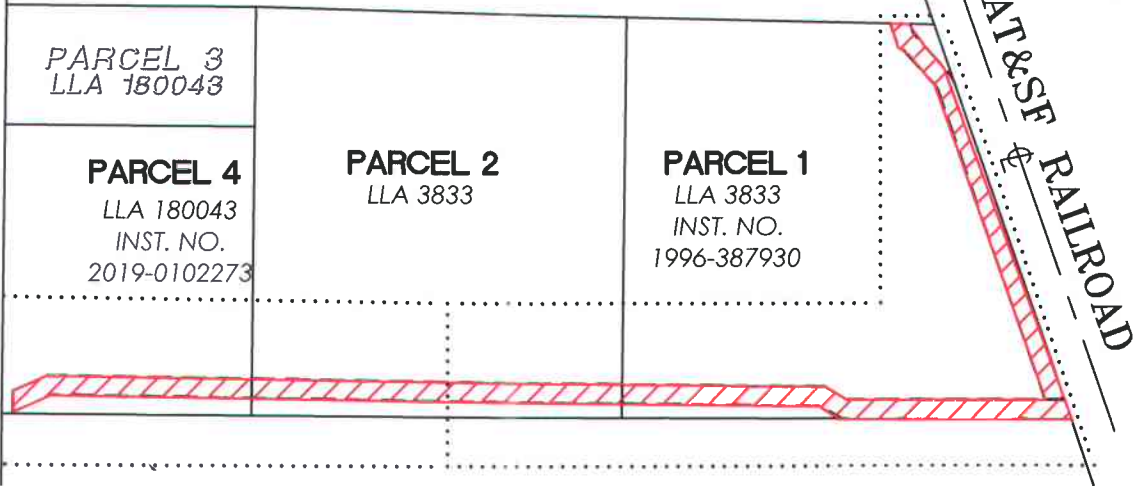 PARCEL 3
LLA 180043
PARCEL 4
LLA 180043
INST. NO.
2019-0102273
PARCEL 2
LLA 3833
PARCEL 1
LLA 3833
INST. NO.
1996-387930
AT&SF RAILROAD
℄